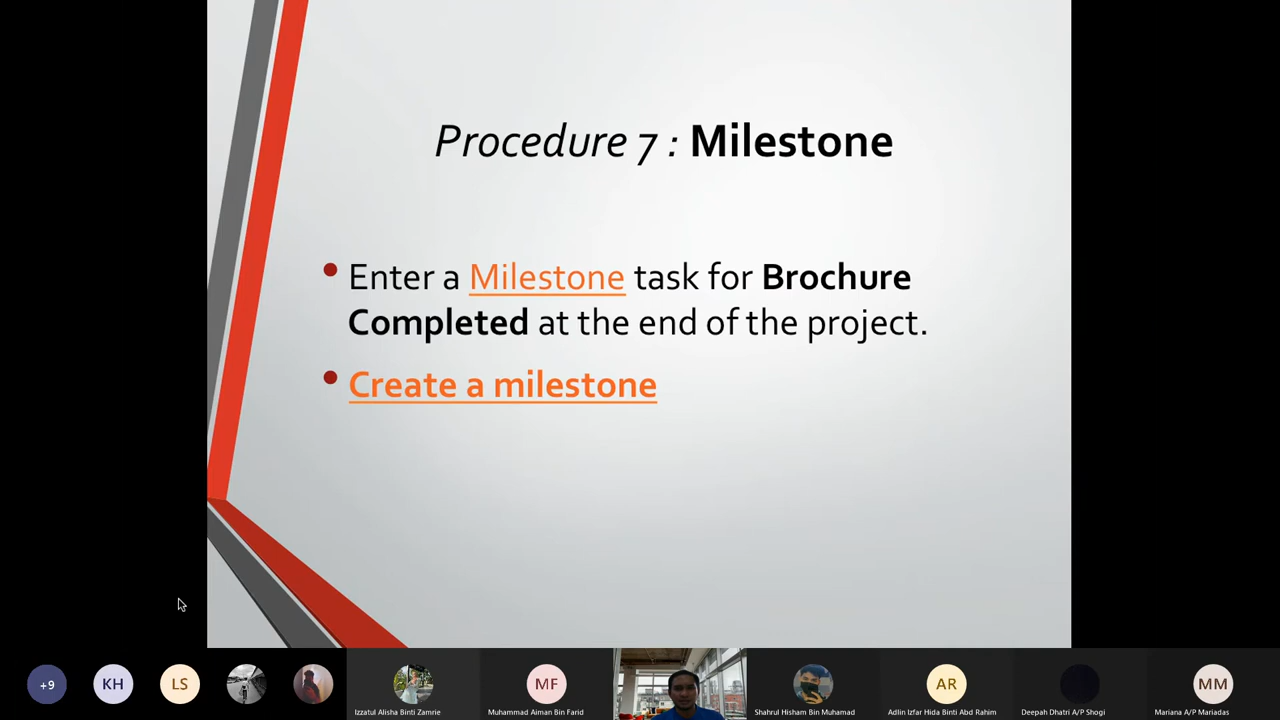 Procedure 7 : Milestone
Enter a Milestone task for Brochure
Completed at the end of the project.
Create a milestone
+9
KH
LS
MF
AR
MM
Izzatul Alisha Binti Zamrie
Muhammad Aiman Bin Farid
Shahrul Hisham Bin Muhamad
Adlin Izfar Hida Binti Abd Rahim
Deepah Dhatri A/P Shogi
Mariana A/P Mariadas